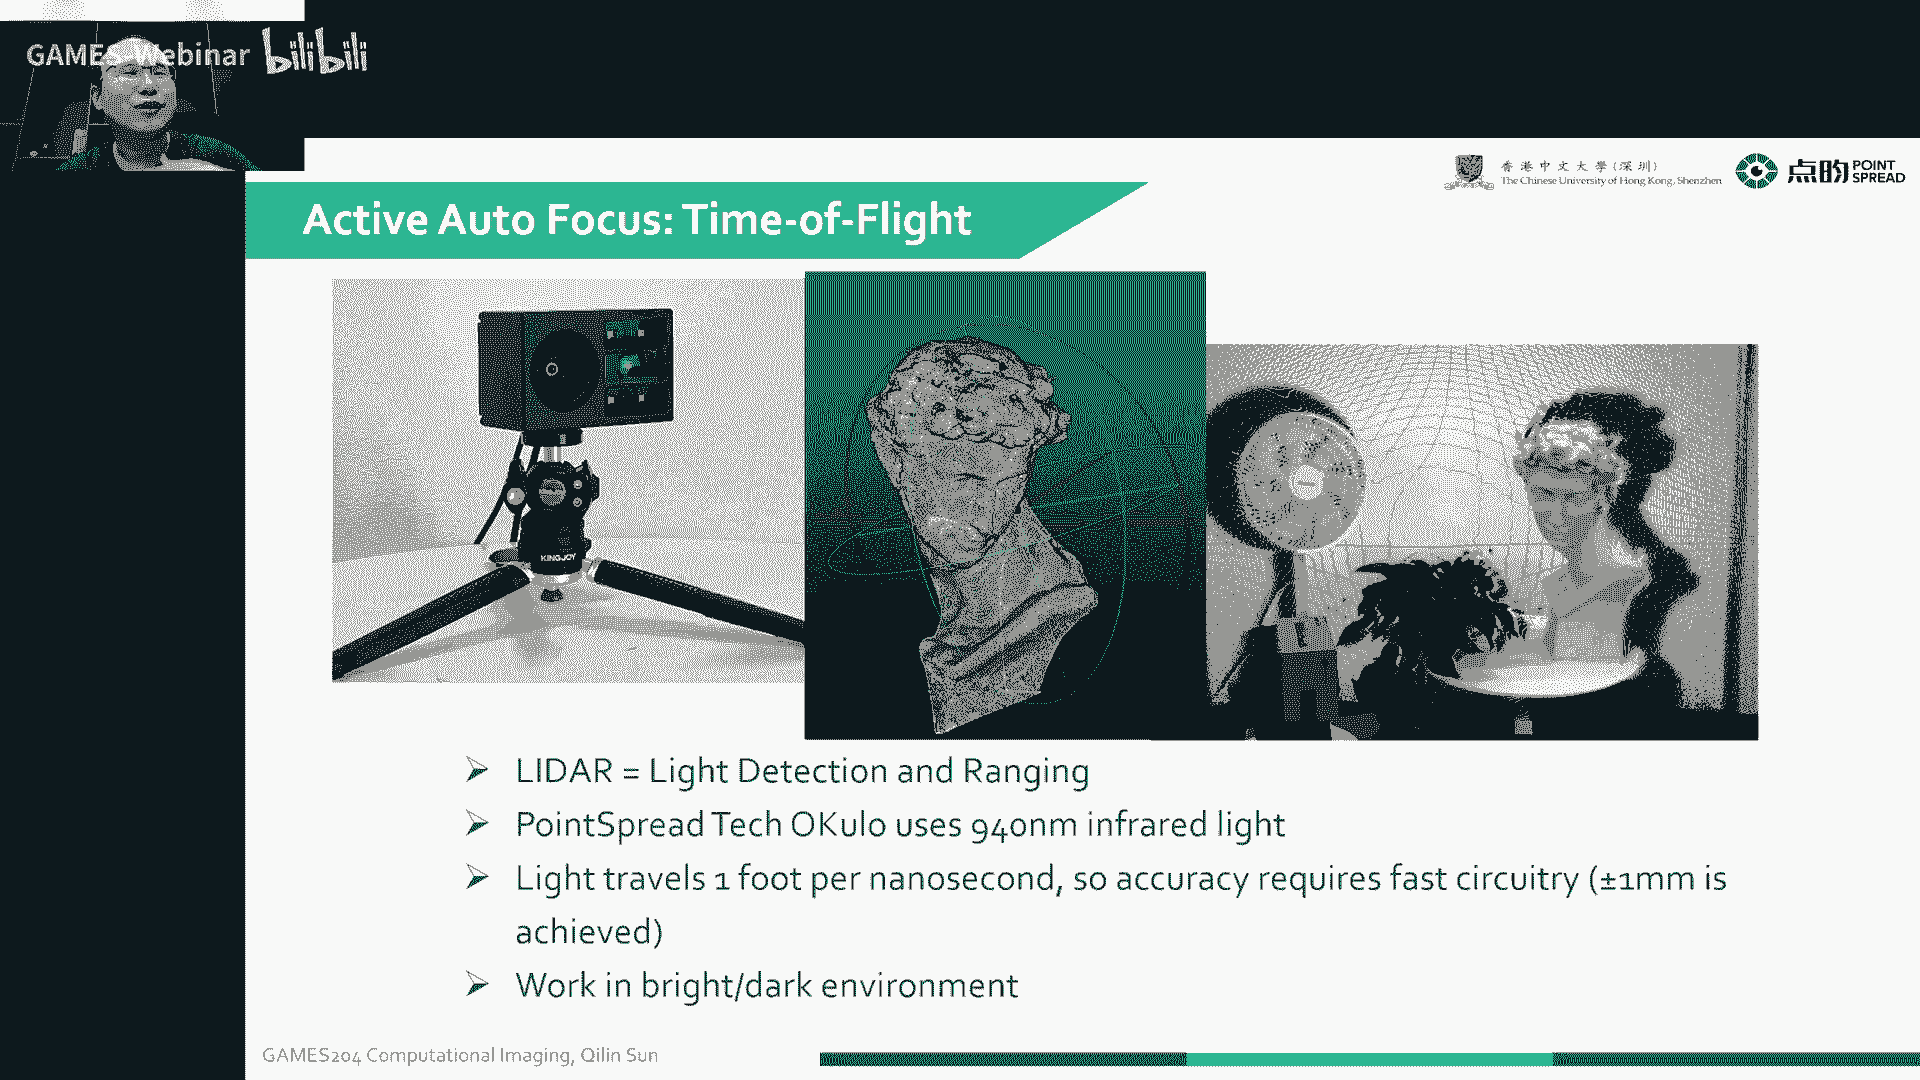 GAMES Webinar bilibili
香港中文大學(深圳)
The Chinese University of Hong Kong, Shenzhen
点昀 POINT SPREAD
Active Auto Focus: Time-of-Flight
KINGJOY
LIDAR = Light Detection and Ranging
PointSpread Tech OKulo uses 940nm infrared light
Light travels 1 foot per nanosecond, so accuracy requires fast circuitry (±1mm is
achieved)
Work in bright/dark environment
GAMES204 Computational Imaging, Qilin Sun